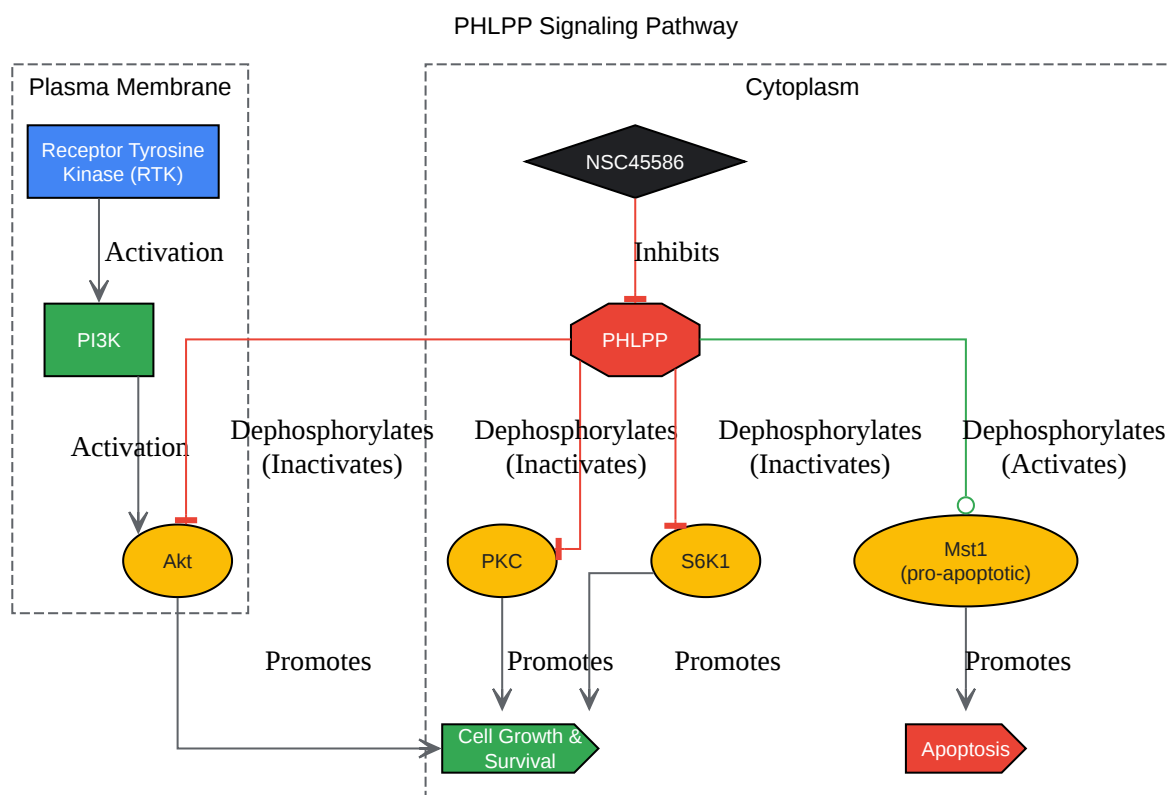 PHLPP Signaling Pathway
Plasma Membrane
Cytoplasm
Receptor Tyrosine
Kinase (RTK)
NSC45586
Activation
Inhibits
PI3K
PHLPP
Activation
Dephosphorylates
(Inactivates)
Dephosphorylates
(Inactivates)
Dephosphorylates
(Inactivates)
Dephosphorylates
(Activates)
Akt
PKC
S6K1
Mst1
(pro-apoptotic)
Promotes
Promotes
Promotes
Promotes
Cell Growth &
Survival
Apoptosis